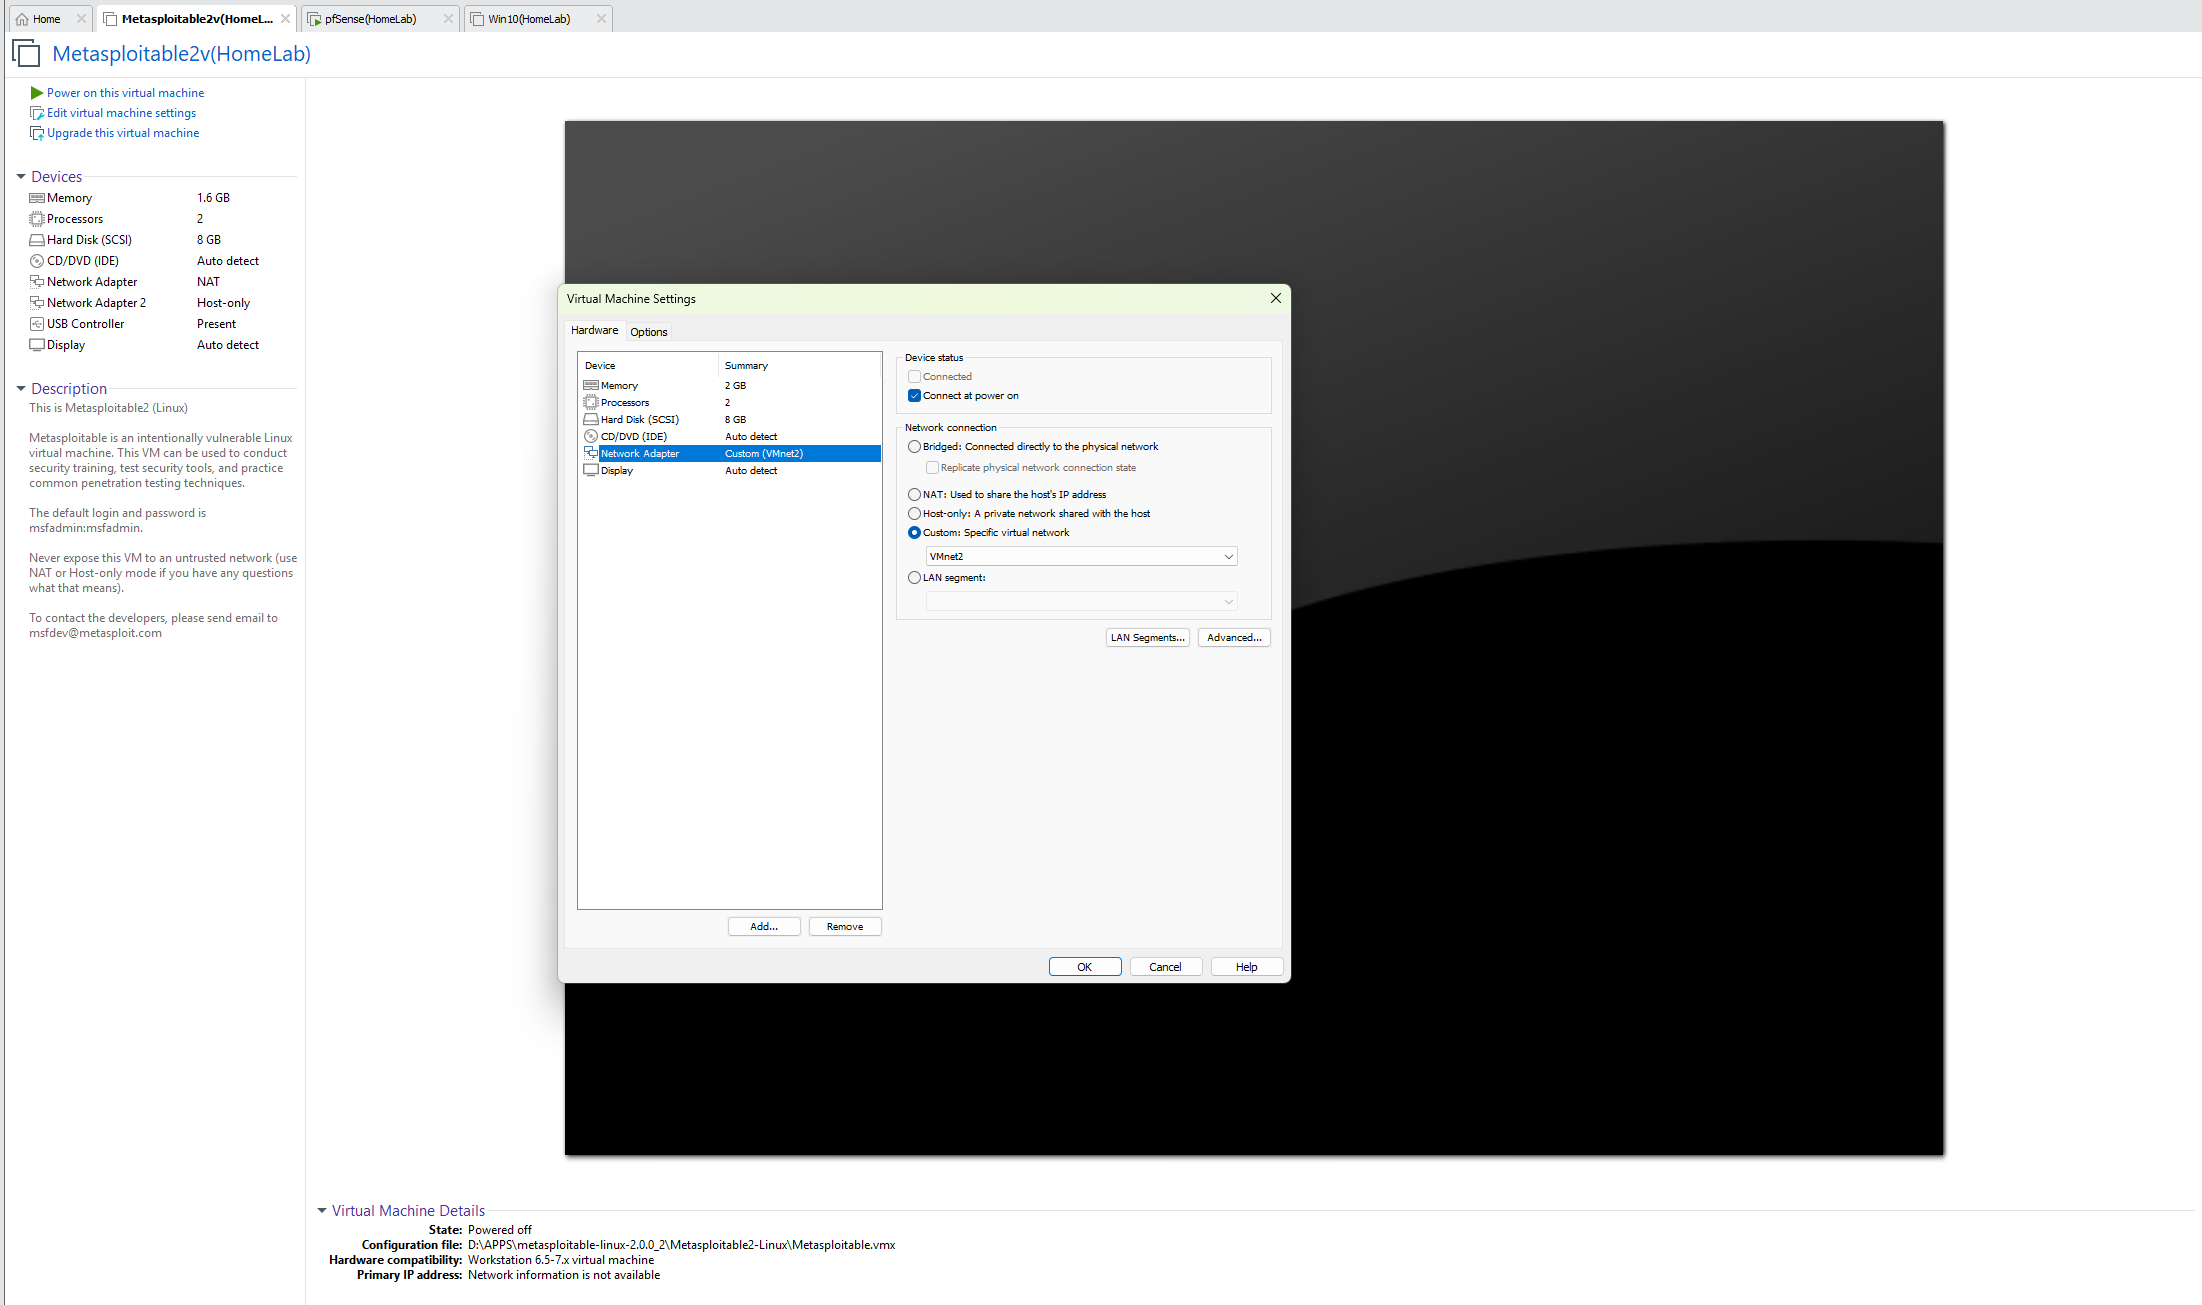 Home
Metasploitable2v(HomeL...
pfSense(HomeLab)
Win10(HomeLab)
Metasploitable2v(HomeLab)
Power on this virtual machine
Edit virtual machine settings
Upgrade this virtual machine
Devices
Memory 1.6 GB
Processors 2
Hard Disk (SCSI) 8 GB
CD/DVD (IDE) Auto detect
Network Adapter NAT
Network Adapter 2 Host-only
USB Controller Present
Display Auto detect
Description
This is Metasploitable2 (Linux)
Metasploitable is an intentionally vulnerable Linux
virtual machine. This VM can be used to conduct
security training, test security tools, and practice
common penetration testing techniques.
The default login and password is
msfadmin:msfadmin.
Never expose this VM to an untrusted network (use
NAT or Host-only mode if you have any questions
what that means).
To contact the developers, please send email to
msfdev@metasploit.com
Virtual Machine Settings
Hardware Options
Device Summary
Memory 2 GB
Processors 2
Hard Disk (SCSI) 8 GB
CD/DVD (IDE) Auto detect
Network Adapter Custom (VMnet2)
Display Auto detect
Add... Remove
Device status
Connected
Connect at power on
Network connection
Bridged: Connected directly to the physical network
Replicate physical network connection state
NAT: Used to share the host's IP address
Host-only: A private network shared with the host
Custom: Specific virtual network
VMnet2
LAN segment:
LAN Segments... Advanced...
OK Cancel Help
Virtual Machine Details
State: Powered off
Configuration file: D:\APPS\metasploitable-linux-2.0.0_2\Metasploitable2-Linux\Metasploitable.vmx
Hardware compatibility: Workstation 6.5-7.x virtual machine
Primary IP address: Network information is not available